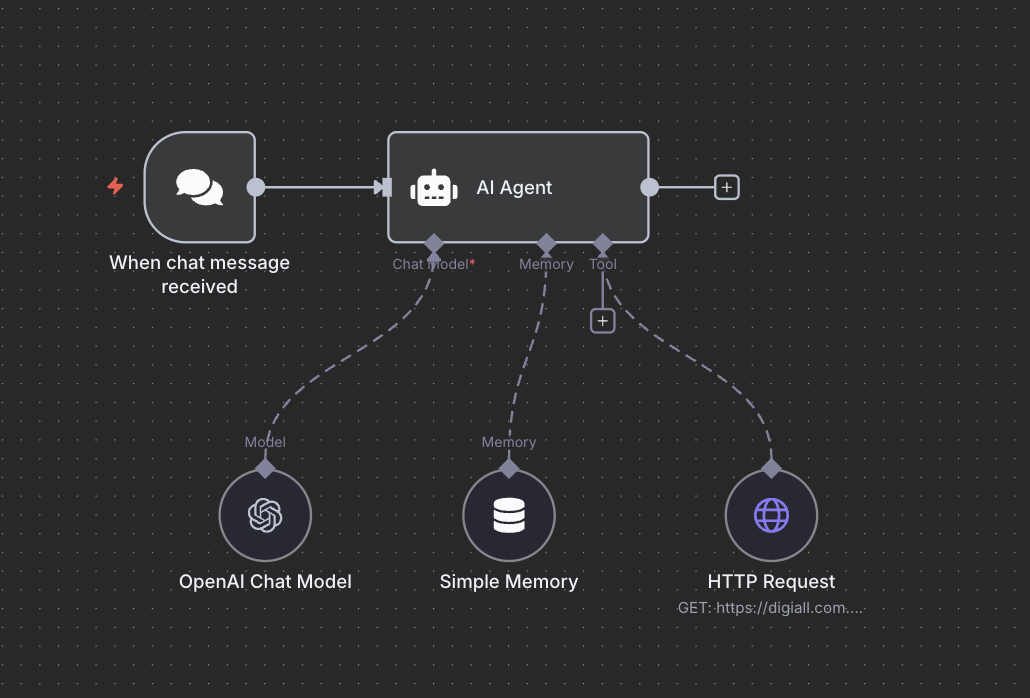 AI Agent
When chat message
received
Chat Model*
Memory
Tool
Model
Memory
OpenAI Chat Model
Simple Memory
HTTP Request
GET: https://digiall.com....